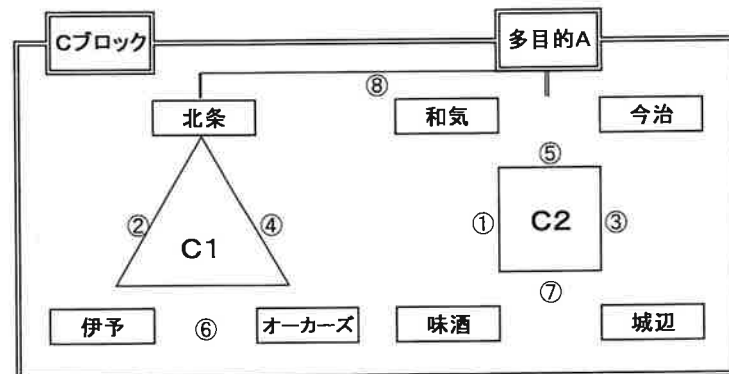 Cブロック
多目的A
⑧
北条
和気
今治
⑤
②
④
①
③
C1
C2
⑦
伊予
⑥
オーカーズ
味酒
城辺